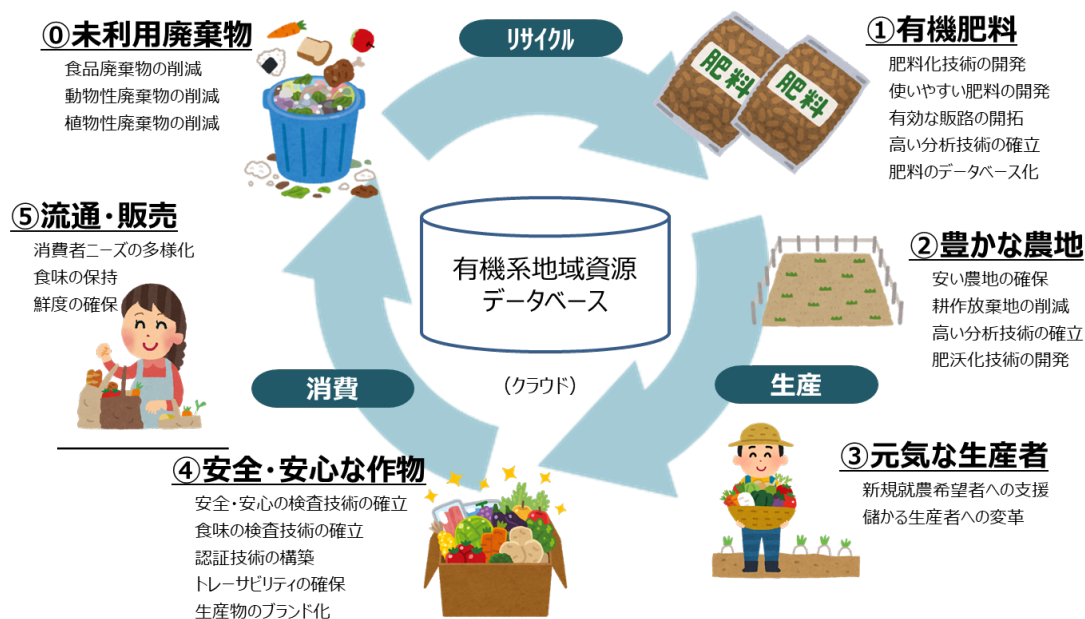 ⓪未利用廃棄物
食品廃棄物の削減
動物性廃棄物の削減
植物性廃棄物の削減
リサイクル
肥料
肥料
①有機肥料
肥料化技術の開発
使いやすい肥料の開発
有効な販路の開拓
高い分析技術の確立
肥料のデータベース化
②豊かな農地
安い農地の確保
耕作放棄地の削減
高い分析技術の確立
肥沃化技術の開発
生産
③元気な生産者
新規就農希望者への支援
儲かる生産者への変革
④安全・安心な作物
安全・安心の検査技術の確立
食味の検査技術の確立
認証技術の構築
トレーサビリティの確保
生産物のブランド化
消費
⑤流通・販売
消費者ニーズの多様化
食味の保持
鮮度の確保
有機系地域資源
データベース
（クラウド）